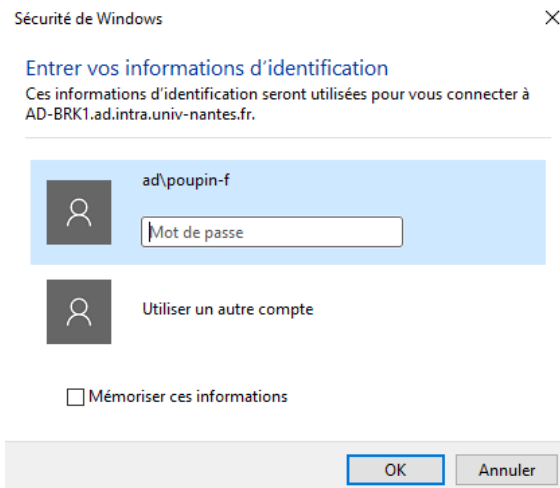 Sécurité de Windows
Entrer vos informations d’identification
Ces informations d’identification seront utilisées pour vous connecter à
AD-BRK1.ad.intra.univ-nantes.fr.
ad\poupin-f
Mot de passe
Utiliser un autre compte
Mémoriser ces informations
OK Annuler